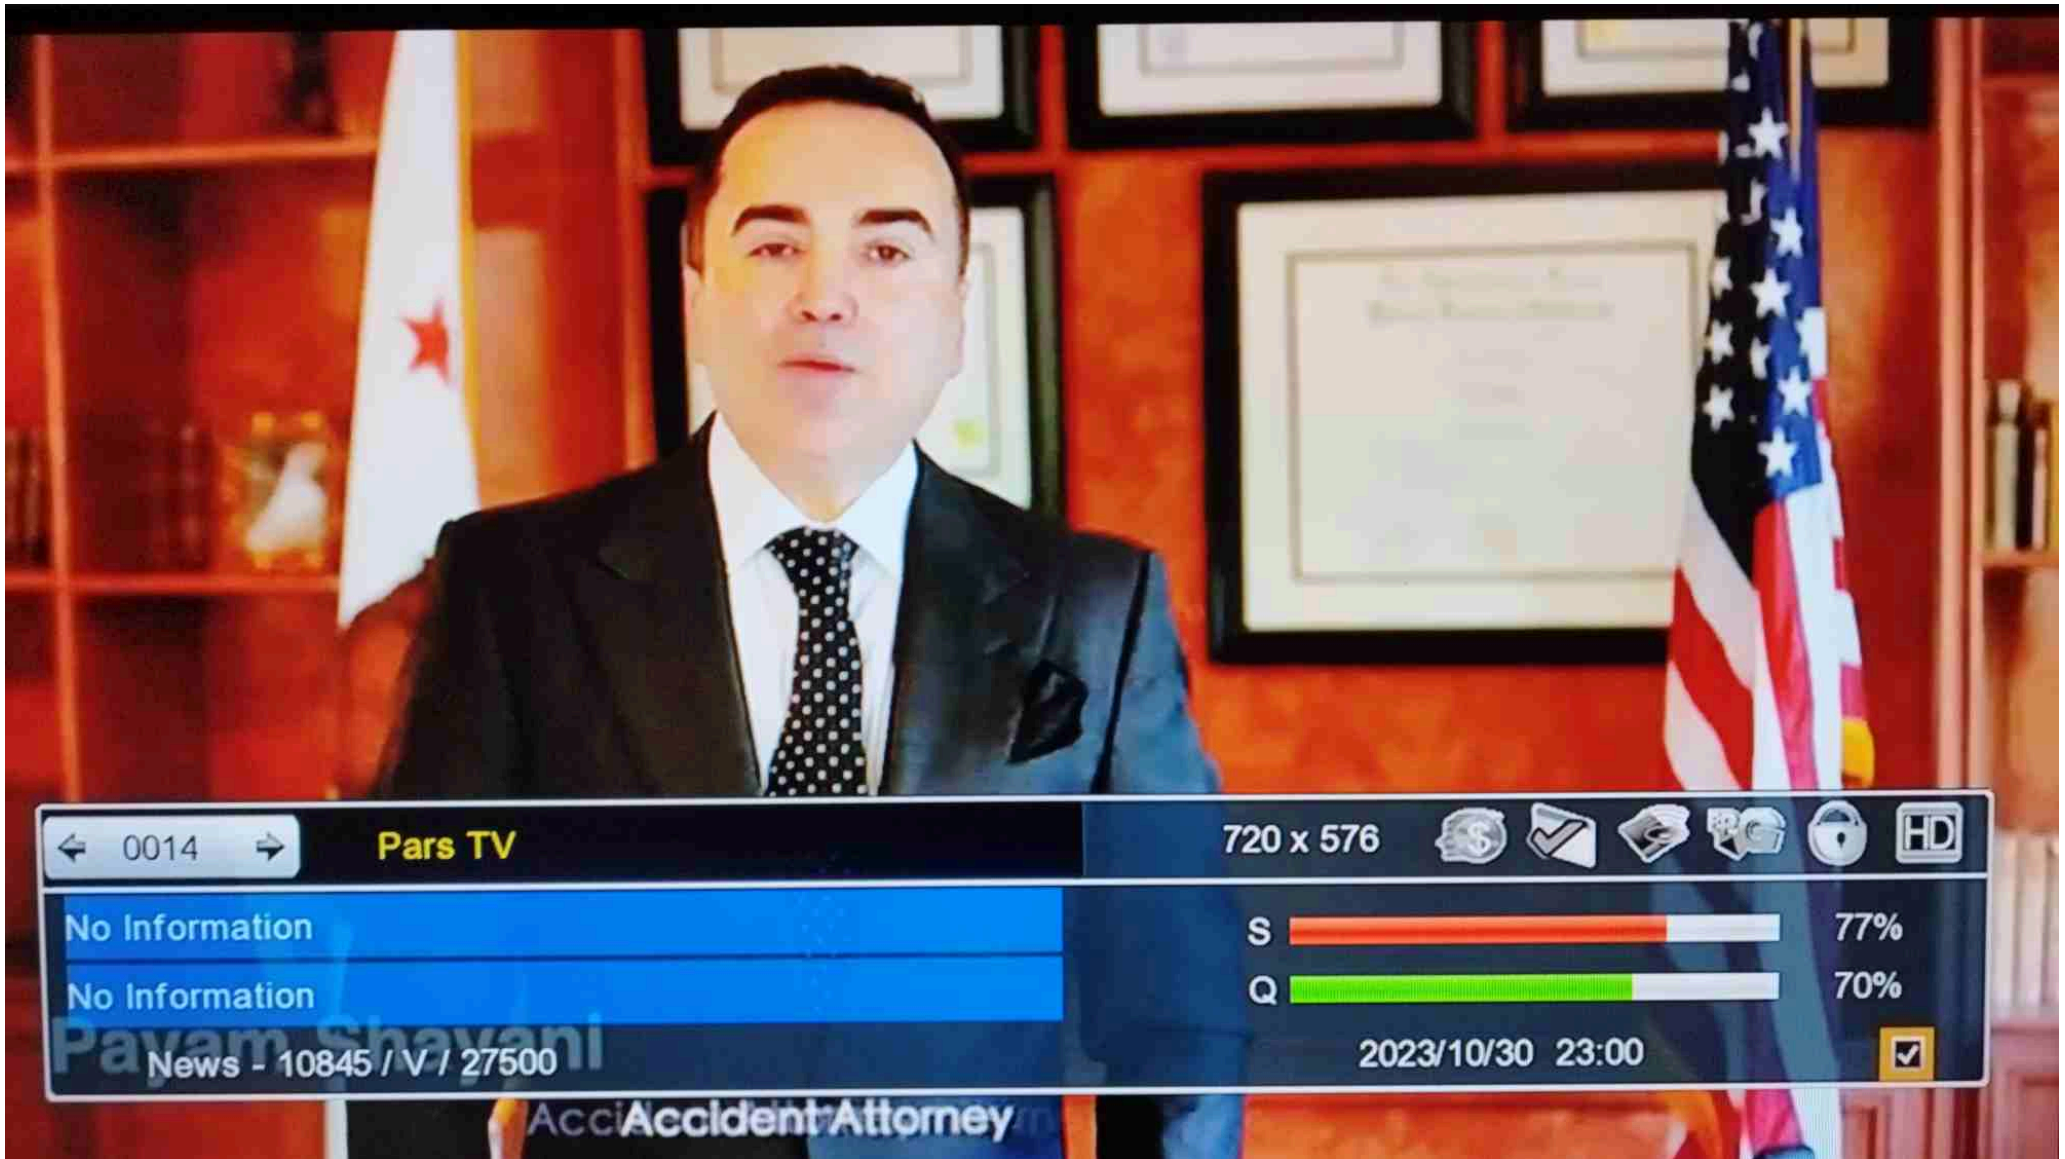 0014
Pars TV
720 x 576
HD
No Information
S 77%
No Information
Q 70%
Payam Shayani
News - 10845 / V / 27500
2023/10/30 23:00
Accident Attorney